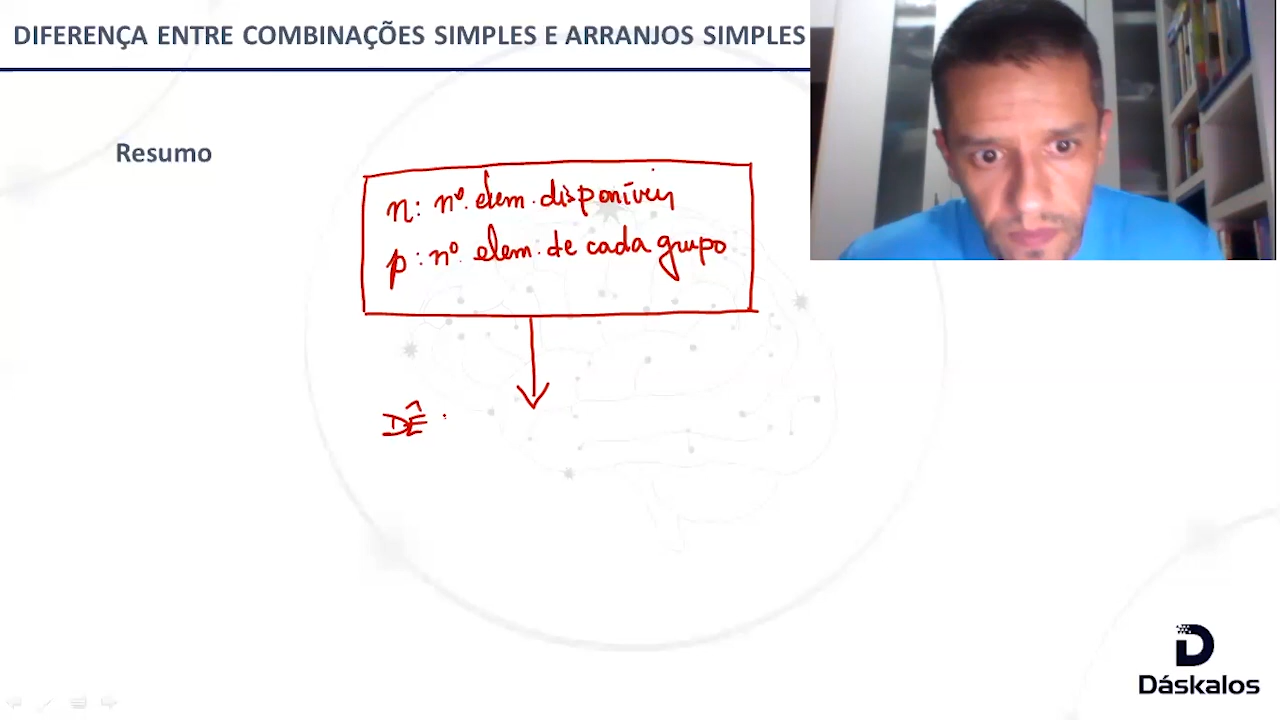 DIFERENÇA ENTRE COMBINAÇÕES SIMPLES E ARRANJOS SIMPLES
Resumo
n: nº. elem. disponíveis
p: nº. elem. de cada grupo
DÊ
Dáskalos